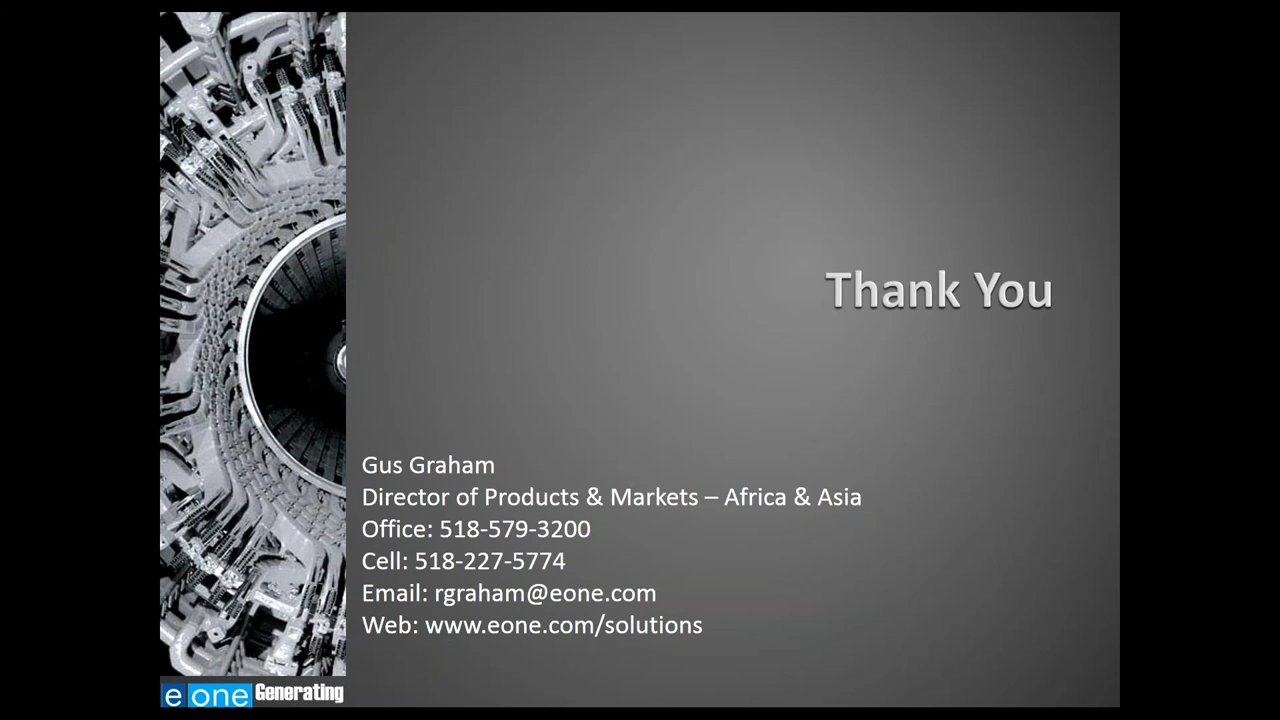 Thank You
Gus Graham
Director of Products & Markets – Africa & Asia
Office: 518-579-3200
Cell: 518-227-5774
Email: rgraham@eone.com
Web: www.eone.com/solutions
e one Generating